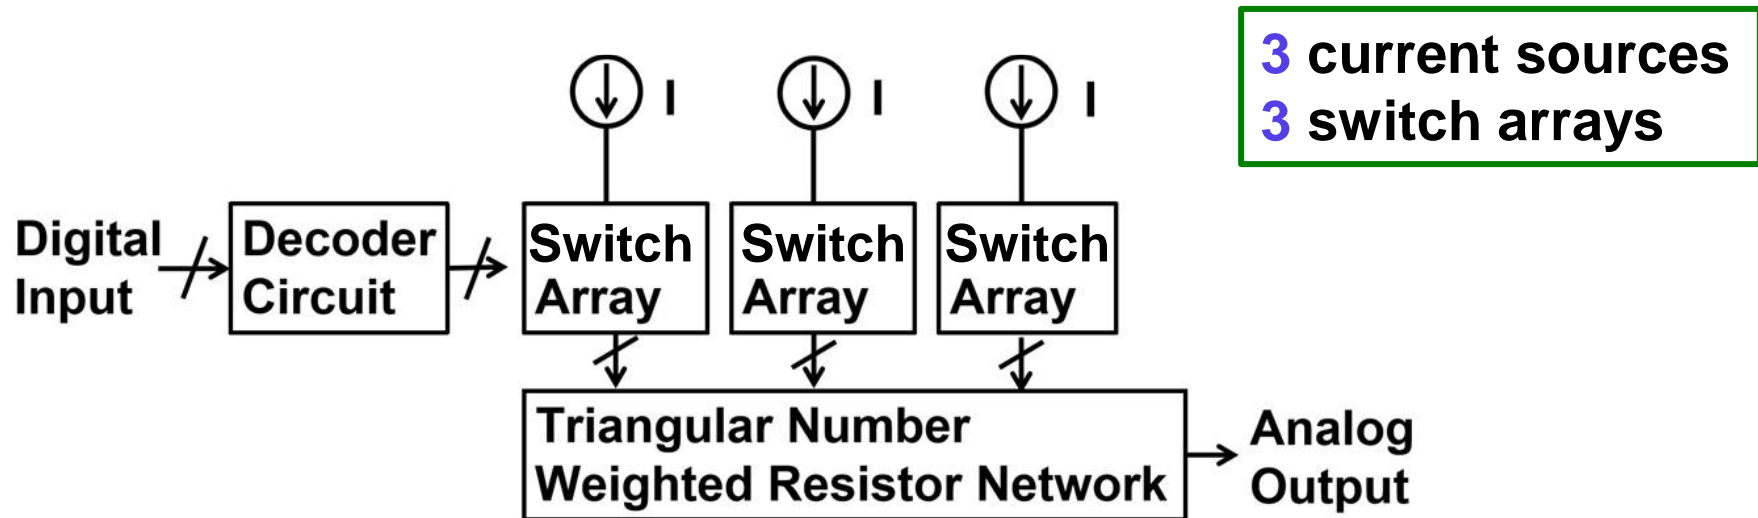 3 current sources
3 switch arrays
I
I
I
Digital
Input
Decoder
Circuit
Switch
Array
Switch
Array
Switch
Array
Triangular Number
Weighted Resistor Network
Analog
Output